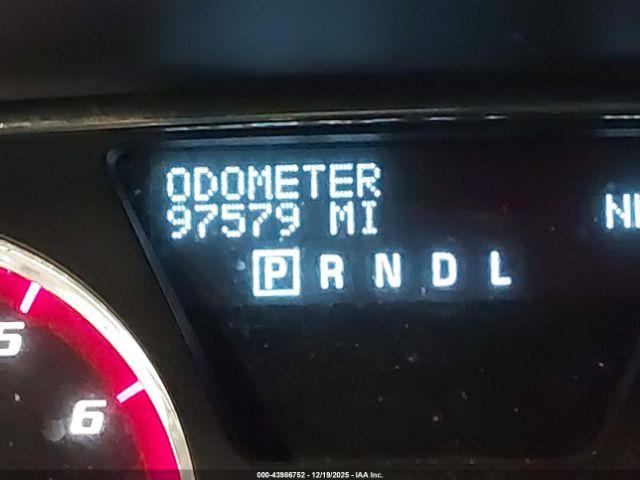 ODOMETER
97579 MI
P R N D L
5
6
000-43986752 - 12/19/2025 - IAA Inc.